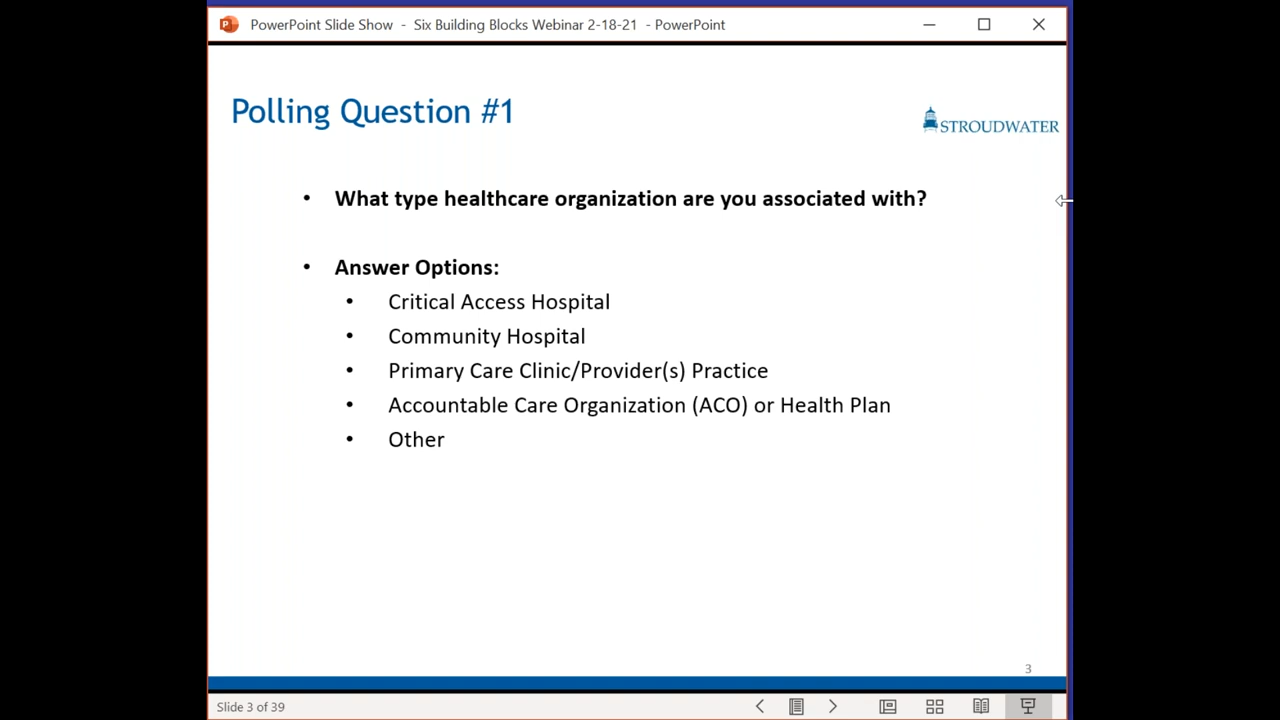 PowerPoint Slide Show - Six Building Blocks Webinar 2-18-21 - PowerPoint
Polling Question #1
STROUDWATER
• What type healthcare organization are you associated with?
• Answer Options:
• Critical Access Hospital
• Community Hospital
• Primary Care Clinic/Provider(s) Practice
• Accountable Care Organization (ACO) or Health Plan
• Other
3
Slide 3 of 39